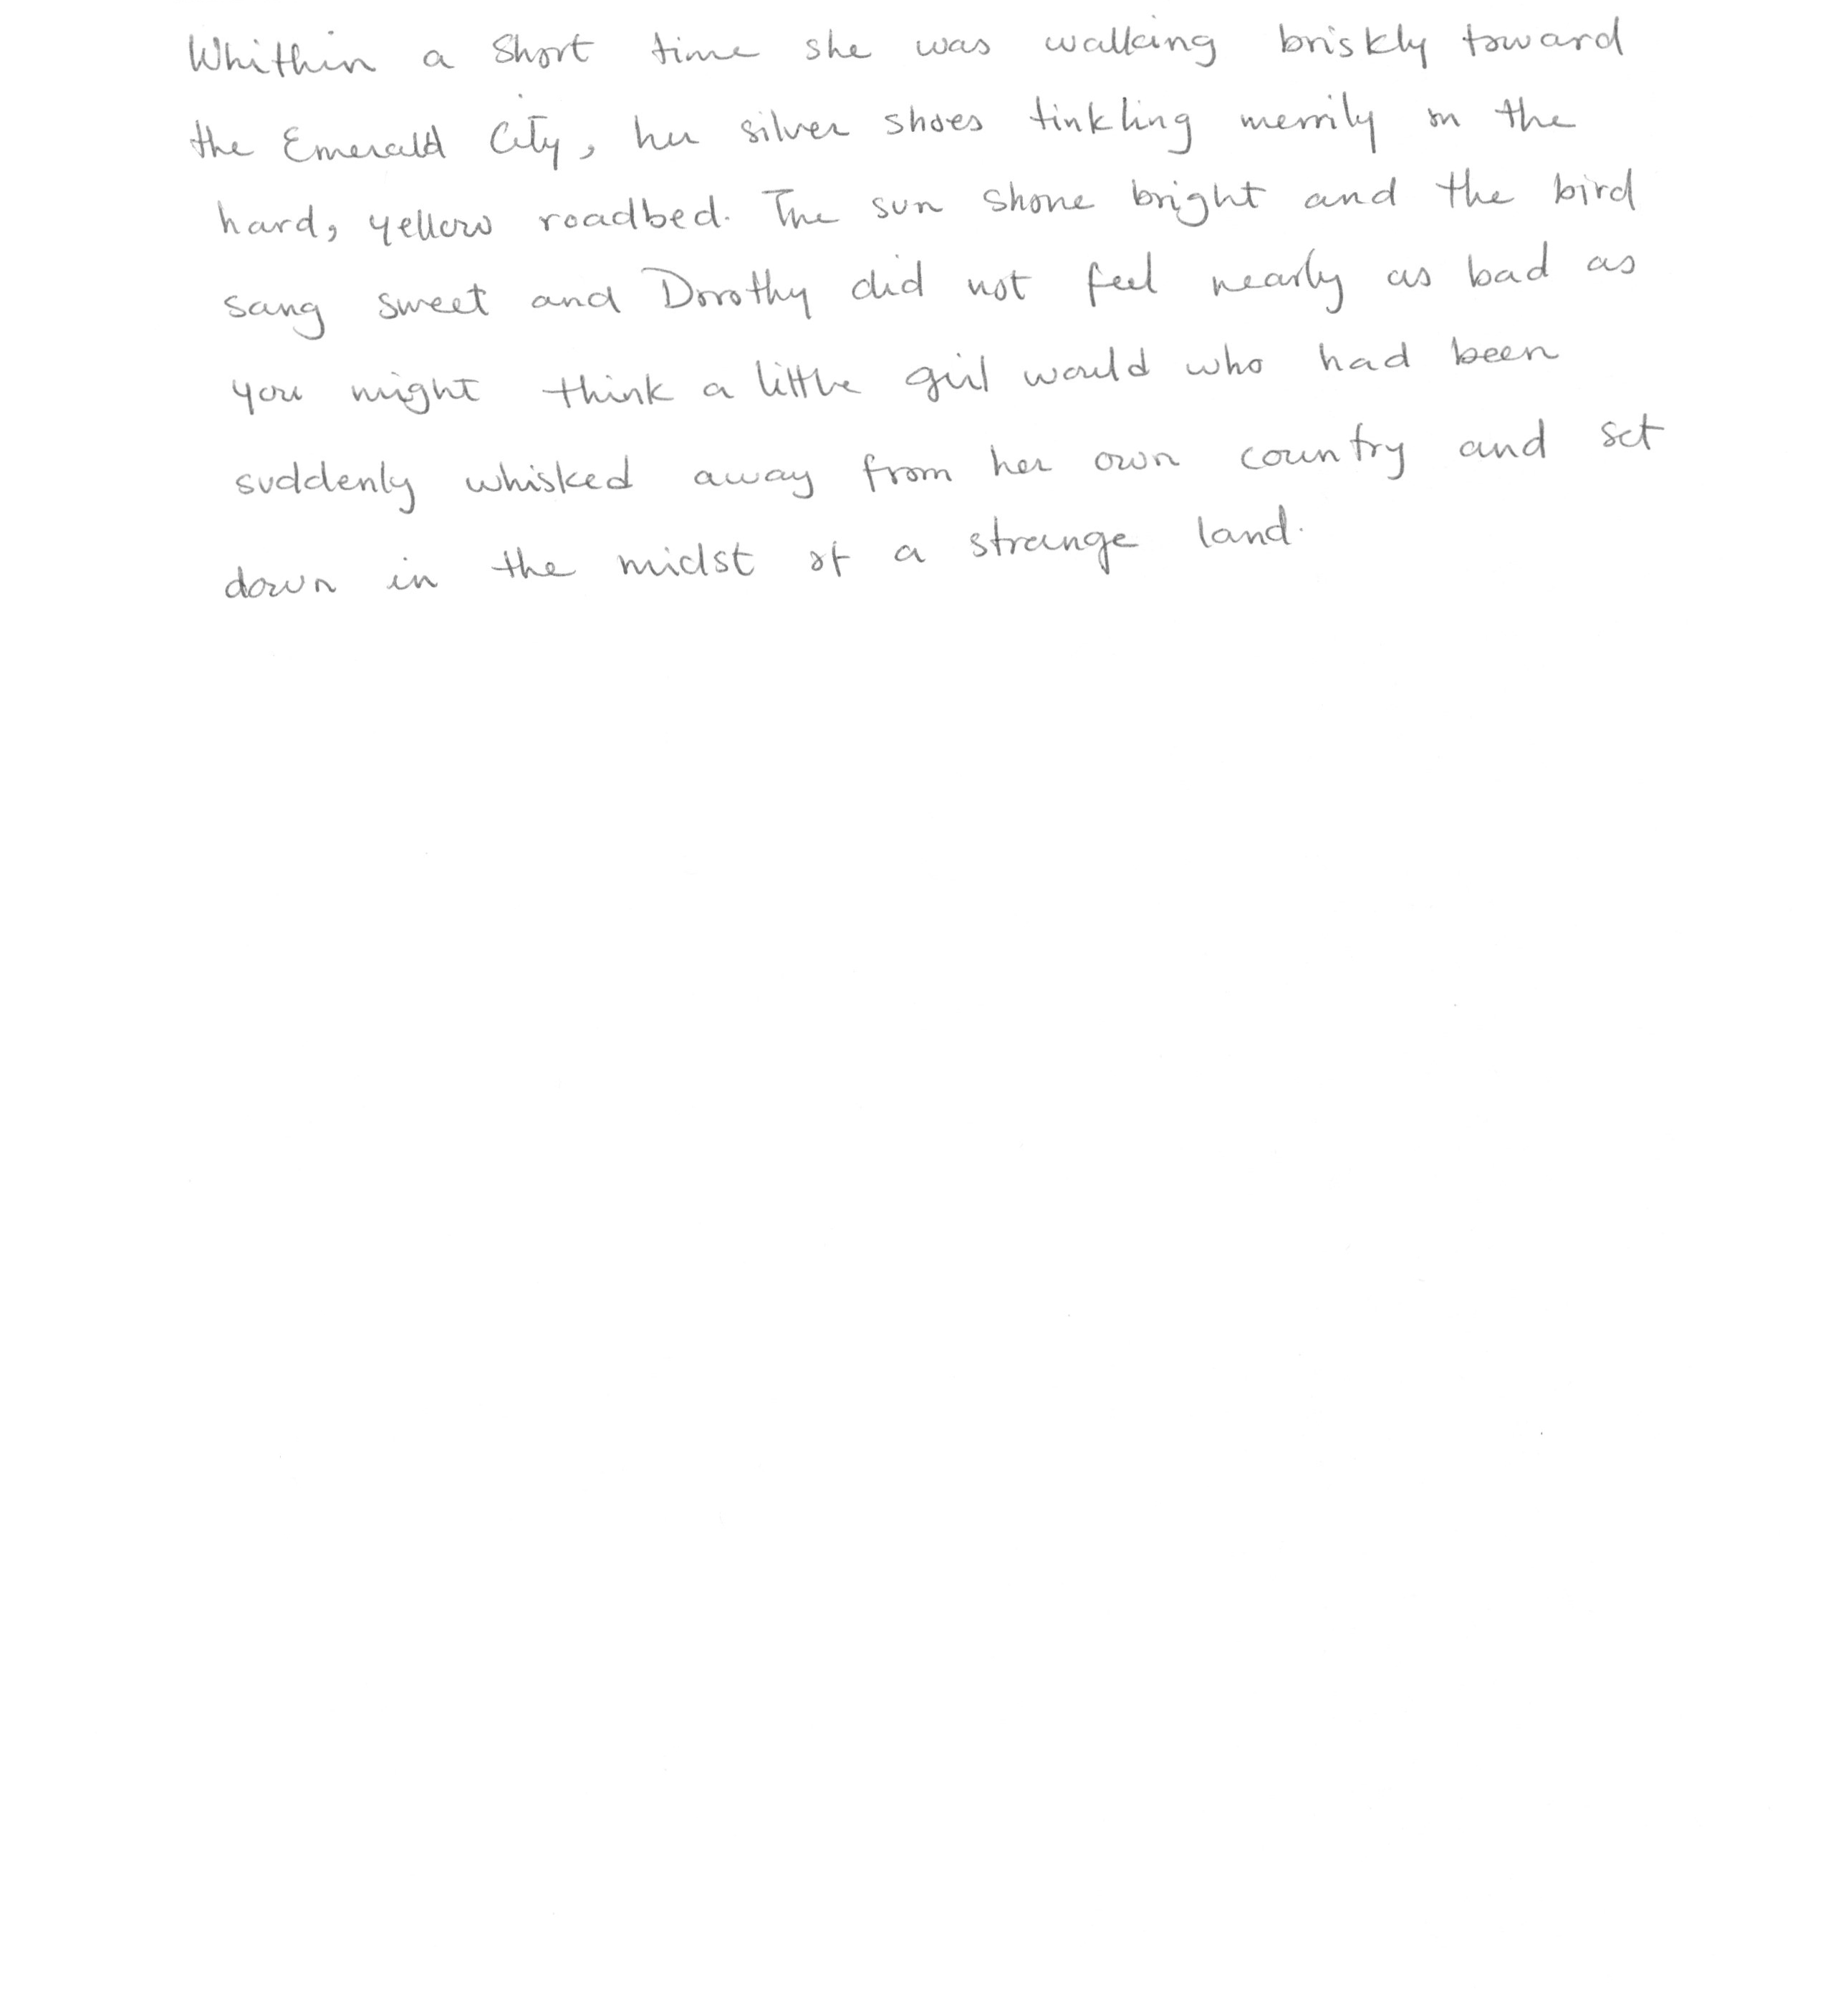 Whithin a short time she was walking briskly toward
the Emerald City, her silver shoes tinkling merrily on the
hard, yellow roadbed. The sun shone bright and the bird
sang sweet and Dorothy did not feel nearly as bad as
you might think a little girl would who had been
suddenly whisked away from her own country and set
down in the midst of a strange land.